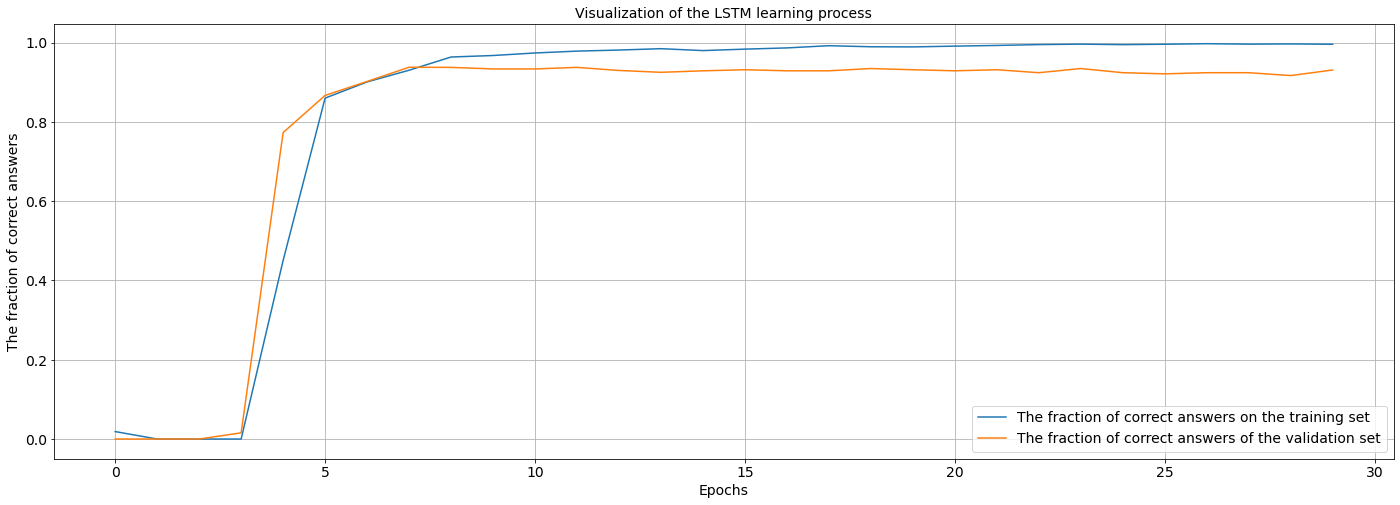 Visualization of the LSTM learning process
The fraction of correct answers
1.0
0.8
0.6
0.4
0.2
0.0
The fraction of correct answers on the training set
The fraction of correct answers of the validation set
0 5 10 15 20 25 30
Epochs